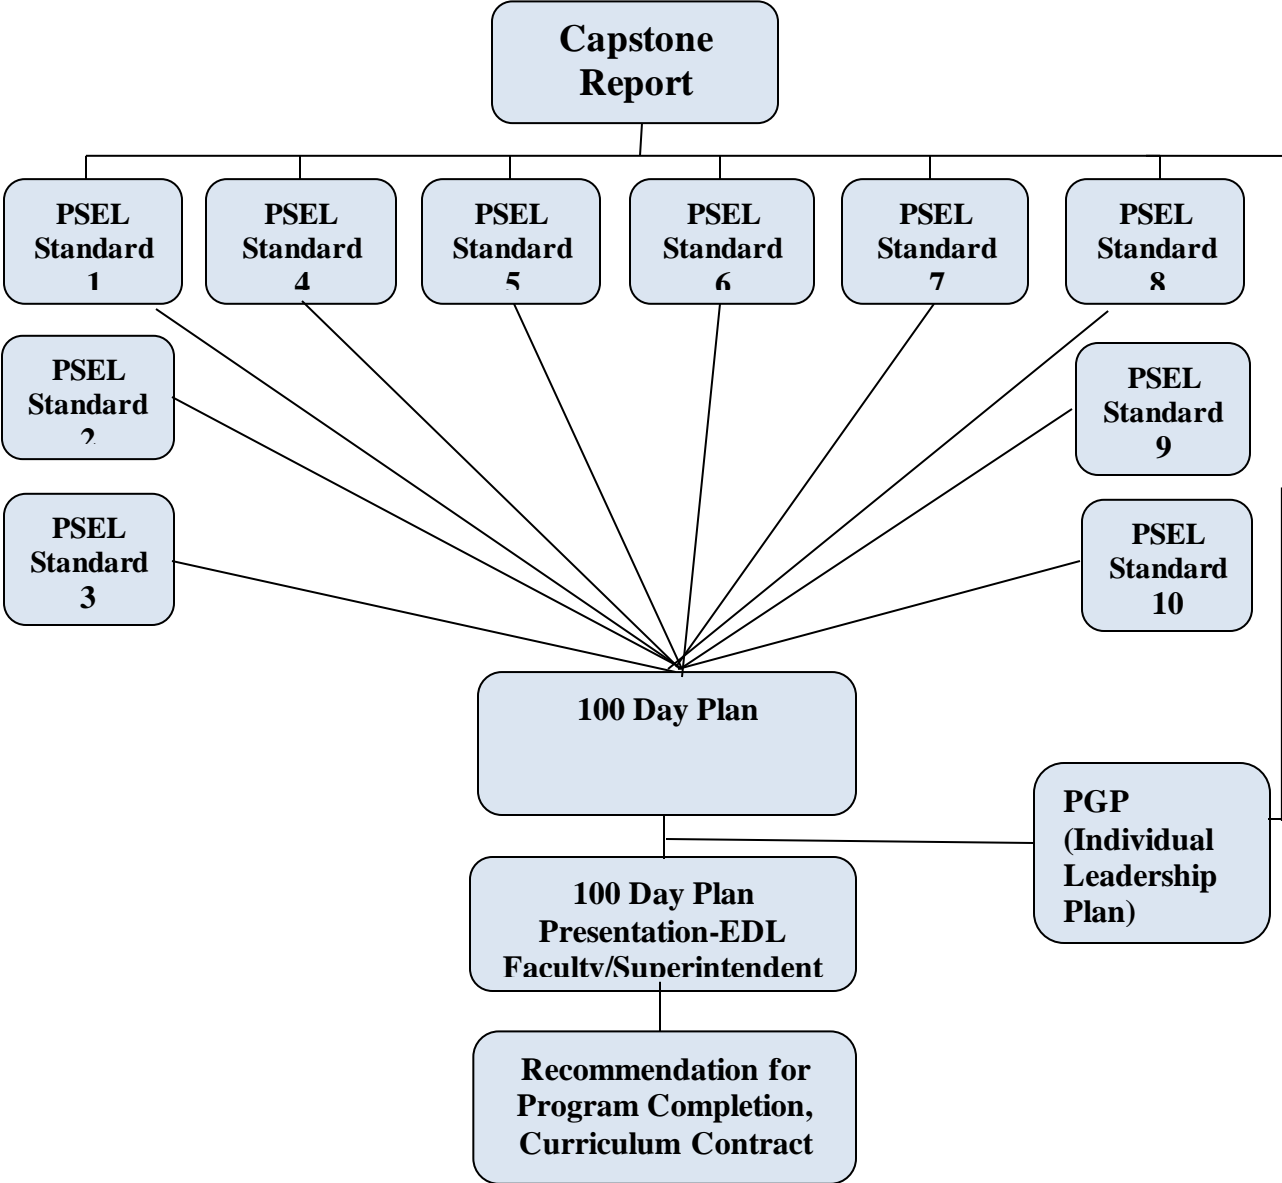 Capstone
Report
PSEL
Standard
1
PSEL
Standard
4
PSEL
Standard
5
PSEL
Standard
6
PSEL
Standard
7
PSEL
Standard
8
PSEL
Standard
2
PSEL
Standard
9
PSEL
Standard
3
PSEL
Standard
10
100 Day Plan
PGP
(Individual
Leadership
Plan)
100 Day Plan
Presentation-EDL
Faculty/Superintendent
Recommendation for
Program Completion,
Curriculum Contract